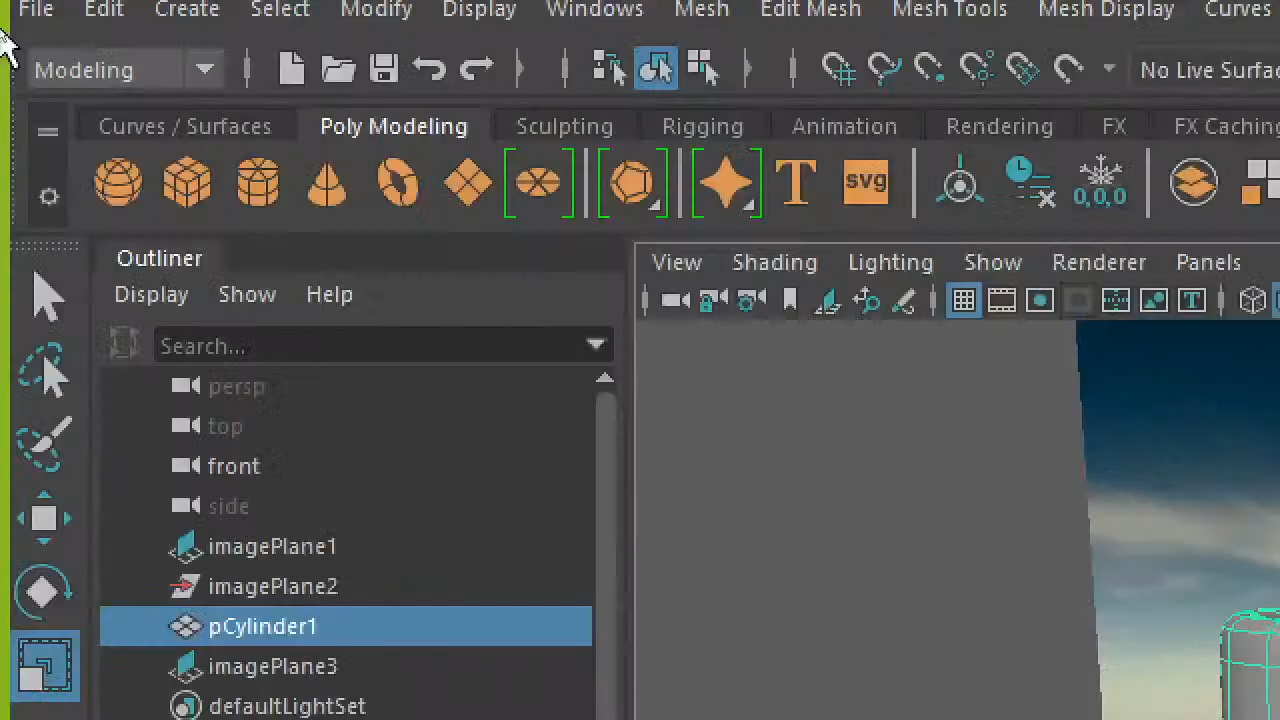 File Edit Create Select Modify Display Windows Mesh Edit Mesh Mesh Tools Mesh Display Curves
Modeling No Live Surfac
Curves / Surfaces Poly Modeling Sculpting Rigging Animation Rendering FX FX Caching
T svg 0,0,0
Outliner
Display Show Help
View Shading Lighting Show Renderer Panels
T
Search...
persp
top
front
side
imagePlane1
imagePlane2
pCylinder1
imagePlane3
defaultLightSet